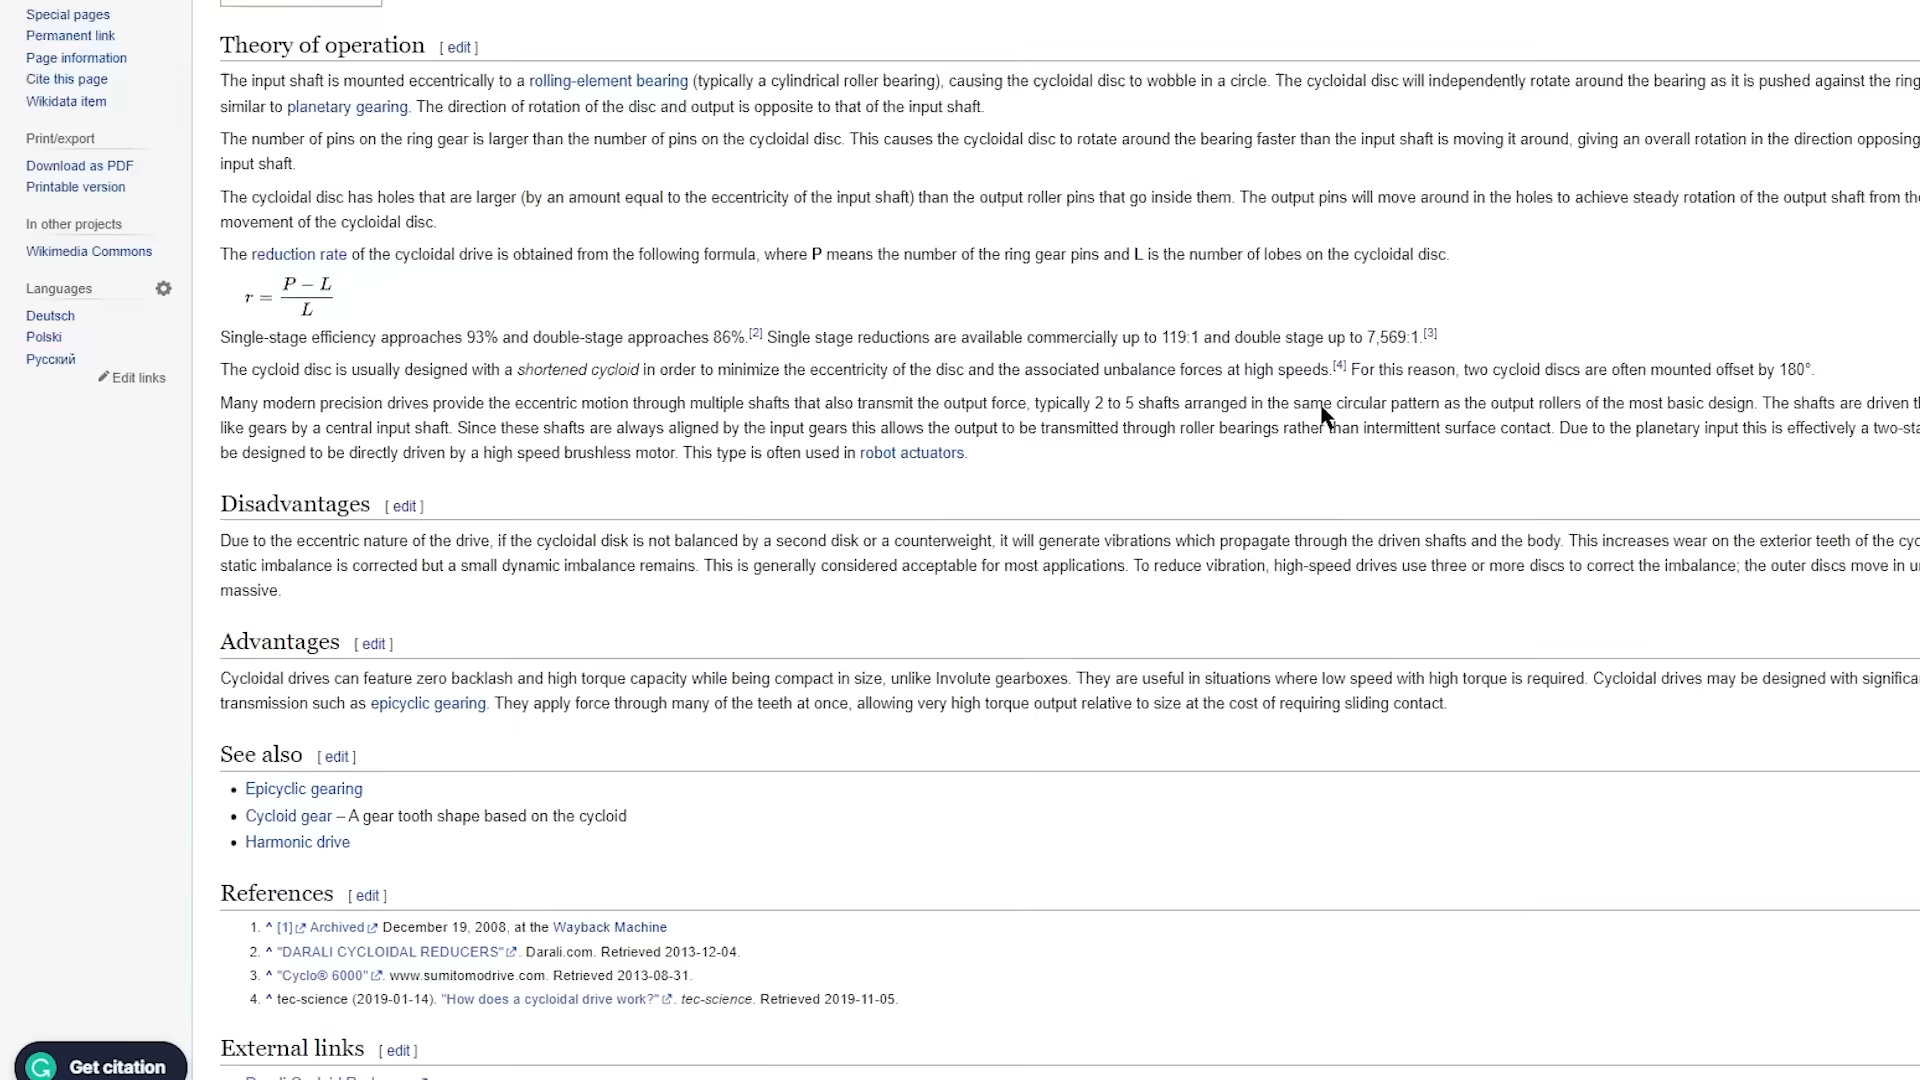 Special pages
Permanent link
Page information
Cite this page
Wikidata item
Print/export
Download as PDF
Printable version
In other projects
Wikimedia Commons
Languages
Deutsch
Polski
Русский
Edit links
Get citation
Theory of operation [ edit ]
The input shaft is mounted eccentrically to a rolling-element bearing (typically a cylindrical roller bearing), causing the cycloidal disc to wobble in a circle. The cycloidal disc will independently rotate around the bearing as it is pushed against the ring
similar to planetary gearing. The direction of rotation of the disc and output is opposite to that of the input shaft.
The number of pins on the ring gear is larger than the number of pins on the cycloidal disc. This causes the cycloidal disc to rotate around the bearing faster than the input shaft is moving it around, giving an overall rotation in the direction opposing
input shaft.
The cycloidal disc has holes that are larger (by an amount equal to the eccentricity of the input shaft) than the output roller pins that go inside them. The output pins will move around in the holes to achieve steady rotation of the output shaft from the
movement of the cycloidal disc.
The reduction rate of the cycloidal drive is obtained from the following formula, where P means the number of the ring gear pins and L is the number of lobes on the cycloidal disc.
r = P − L
L
Single-stage efficiency approaches 93% and double-stage approaches 86%.[2] Single stage reductions are available commercially up to 119:1 and double stage up to 7,569:1.[3]
The cycloid disc is usually designed with a shortened cycloid in order to minimize the eccentricity of the disc and the associated unbalance forces at high speeds.[4] For this reason, two cycloid discs are often mounted offset by 180°.
Many modern precision drives provide the eccentric motion through multiple shafts that also transmit the output force, typically 2 to 5 shafts arranged in the same circular pattern as the output rollers of the most basic design. The shafts are driven
like gears by a central input shaft. Since these shafts are always aligned by the input gears this allows the output to be transmitted through roller bearings rather than intermittent surface contact. Due to the planetary input this is effectively a
be designed to be directly driven by a high speed brushless motor. This type is often used in robot actuators.
Disadvantages [ edit ]
Due to the eccentric nature of the drive, if the cycloidal disk is not balanced by a second disk or a counterweight, it will generate vibrations which propagate through the driven shafts and the body. This increases wear on the exterior teeth of the
static imbalance is corrected but a small dynamic imbalance remains. This is generally considered acceptable for most applications. To reduce vibration, high-speed drives use three or more discs to correct the imbalance; the outer discs move in
massive.
Advantages [ edit ]
Cycloidal drives can feature zero backlash and high torque capacity while being compact in size, unlike Involute gearboxes. They are useful in situations where low speed with high torque is required. Cycloidal drives may be designed with
transmission such as epicyclic gearing. They apply force through many of the teeth at once, allowing very high torque output relative to size at the cost of requiring sliding contact.
See also [ edit ]
• Epicyclic gearing
• Cycloid gear – A gear tooth shape based on the cycloid
• Harmonic drive
References [ edit ]
1. ^ [1] Archived December 19, 2008, at the Wayback Machine
2. ^ "DARALI CYCLOIDAL REDUCERS". Darali.com. Retrieved 2013-12-04.
3. ^ "Cyclo® 6000". www.sumitomodrive.com. Retrieved 2013-08-31.
4. ^ tec-science (2019-01-14). "How does a cycloidal drive work?". tec-science. Retrieved 2019-11-05.
External links [ edit ]